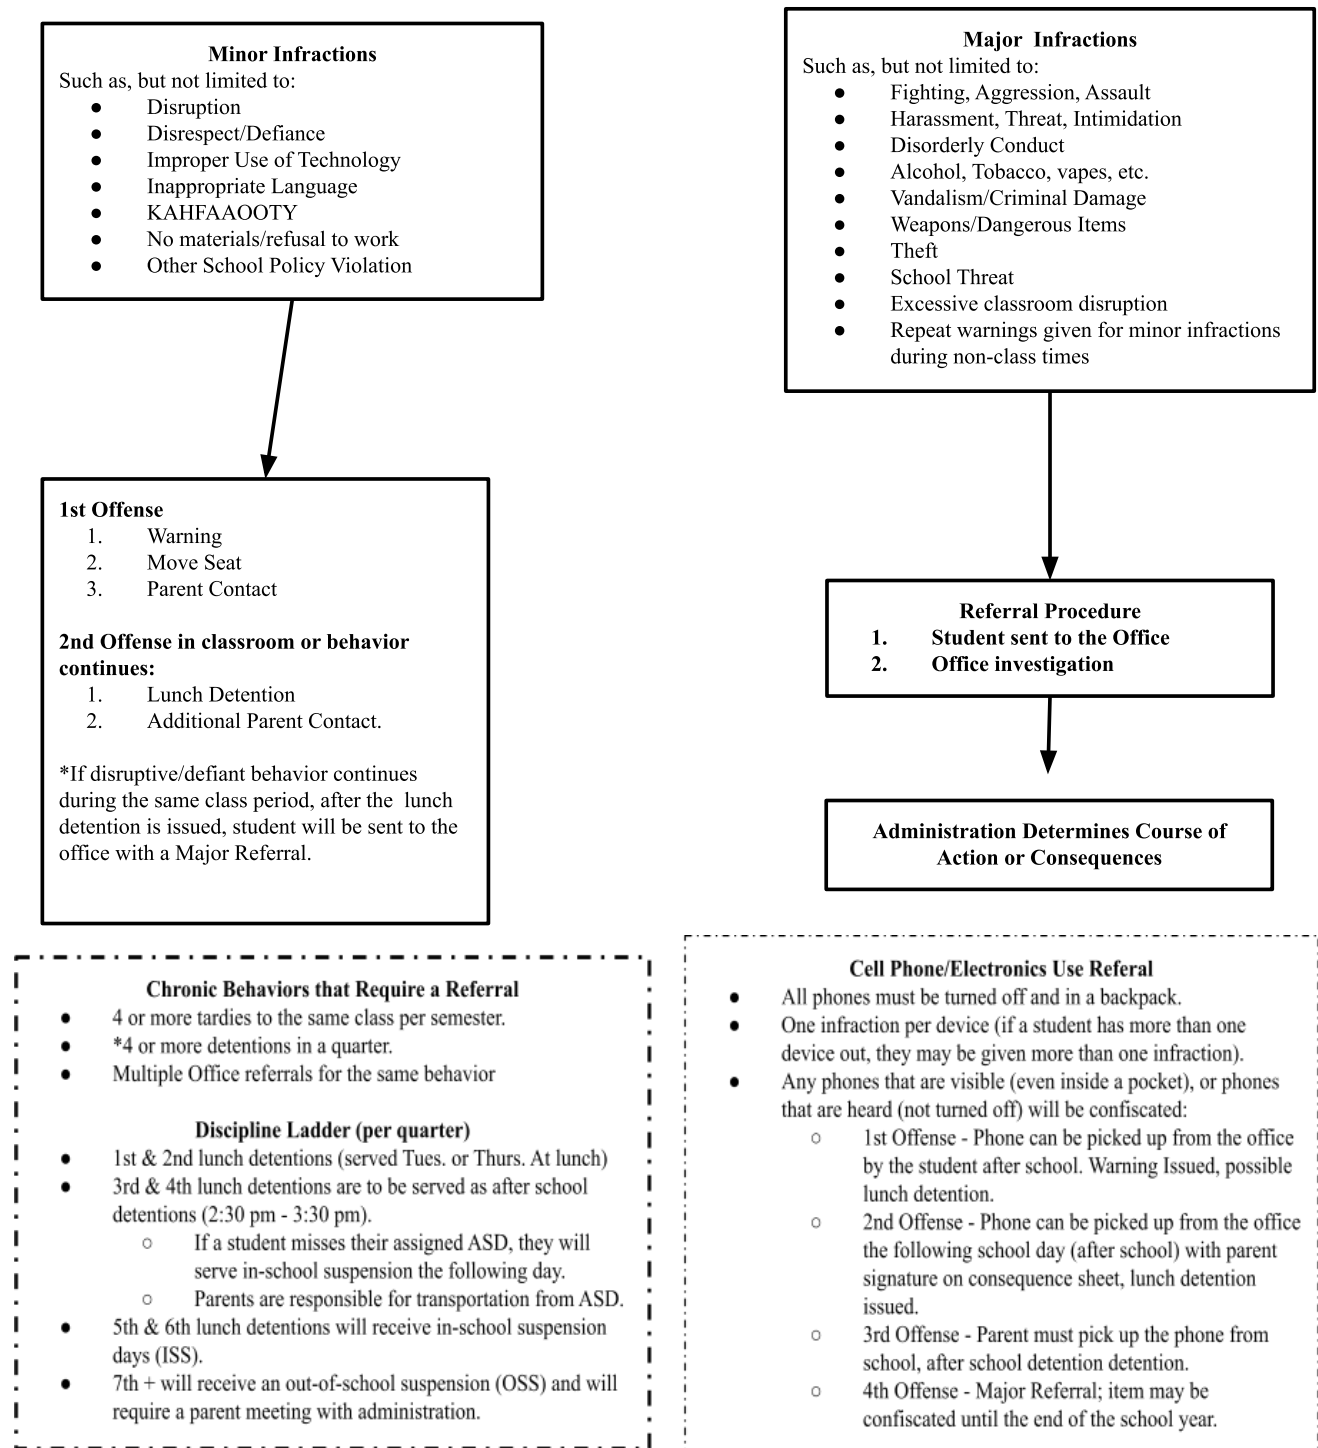 Minor Infractions
Such as, but not limited to:
● Disruption
● Disrespect/Defiance
● Improper Use of Technology
● Inappropriate Language
● KAHFAAOOTY
● No materials/refusal to work
● Other School Policy Violation
1st Offense
1. Warning
2. Move Seat
3. Parent Contact
2nd Offense in classroom or behavior
continues:
1. Lunch Detention
2. Additional Parent Contact.
*If disruptive/defiant behavior continues
during the same class period, after the lunch
detention is issued, student will be sent to the
office with a Major Referral.
Major Infractions
Such as, but not limited to:
● Fighting, Aggression, Assault
● Harassment, Threat, Intimidation
● Disorderly Conduct
● Alcohol, Tobacco, vapes, etc.
● Vandalism/Criminal Damage
● Weapons/Dangerous Items
● Theft
● School Threat
● Excessive classroom disruption
● Repeat warnings given for minor infractions
during non-class times
Referral Procedure
1. Student sent to the Office
2. Office investigation
Administration Determines Course of
Action or Consequences
Chronic Behaviors that Require a Referral
● 4 or more tardies to the same class per semester.
● *4 or more detentions in a quarter.
● Multiple Office referrals for the same behavior
Discipline Ladder (per quarter)
● 1st & 2nd lunch detentions (served Tues. or Thurs. At lunch)
● 3rd & 4th lunch detentions are to be served as after school
detentions (2:30 pm - 3:30 pm).
○ If a student misses their assigned ASD, they will
serve in-school suspension the following day.
○ Parents are responsible for transportation from ASD.
● 5th & 6th lunch detentions will receive in-school suspension
days (ISS).
● 7th + will receive an out-of-school suspension (OSS) and will
require a parent meeting with administration.
Cell Phone/Electronics Use Referal
● All phones must be turned off and in a backpack.
● One infraction per device (if a student has more than one
device out, they may be given more than one infraction).
● Any phones that are visible (even inside a pocket), or phones
that are heard (not turned off) will be confiscated:
○ 1st Offense - Phone can be picked up from the office
by the student after school. Warning Issued, possible
lunch detention.
○ 2nd Offense - Phone can be picked up from the office
the following school day (after school) with parent
signature on consequence sheet, lunch detention
issued.
○ 3rd Offense - Parent must pick up the phone from
school, after school detention detention.
○ 4th Offense - Major Referral; item may be
confiscated until the end of the school year.